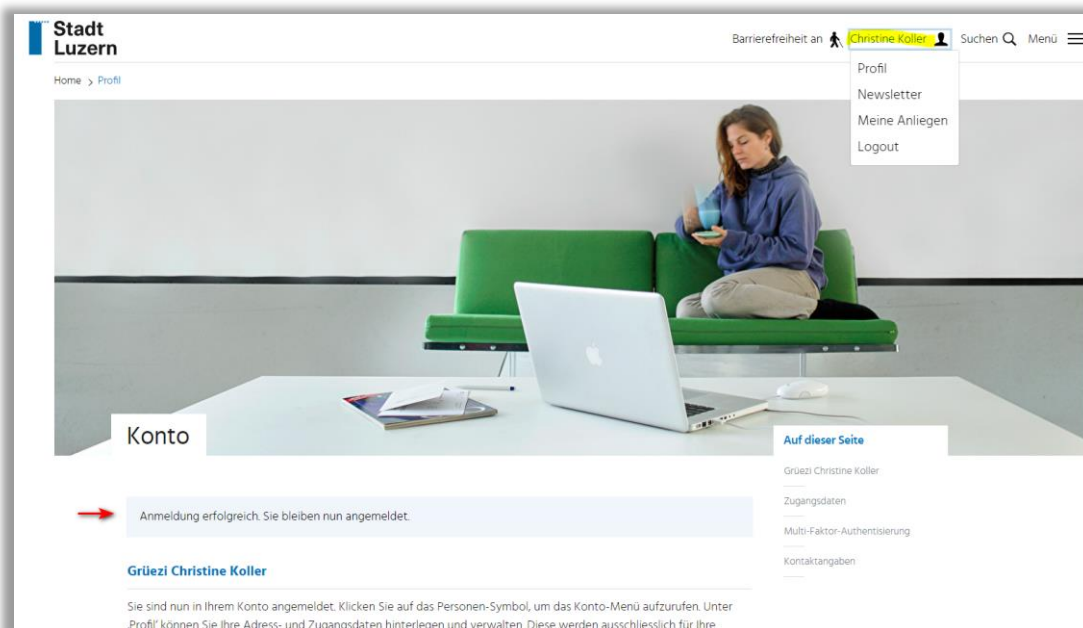 Stadt
Luzern
Barrierefreiheit an Christine Koller Suchen Menü
Home > Profil
Profil
Newsletter
Meine Anliegen
Logout
Konto
Anmeldung erfolgreich. Sie bleiben nun angemeldet.
Grüezi Christine Koller
Sie sind nun in Ihrem Konto angemeldet. Klicken Sie auf das Personen-Symbol, um das Konto-Menü aufzurufen. Unter
‚Profil' können Sie Ihre Adress- und Zugangsdaten hinterlegen und verwalten. Diese werden ausschliesslich für Ihre
Auf dieser Seite
Grüezi Christine Koller
Zugangsdaten
Multi-Faktor-Authentisierung
Kontaktangaben